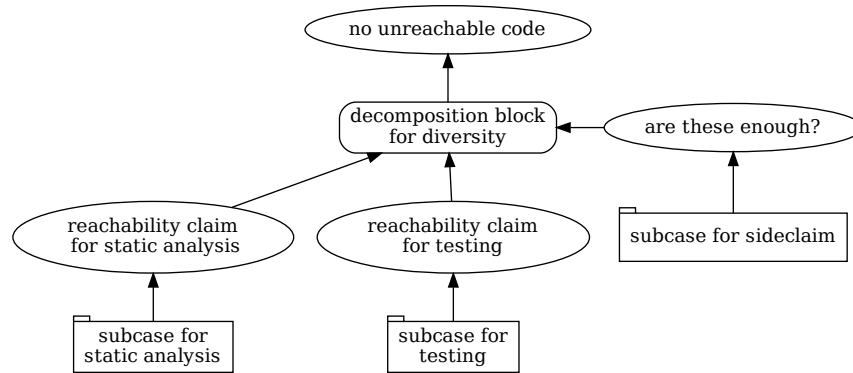 no unreachable code
decomposition block
for diversity
are these enough?
reachability claim
for static analysis
reachability claim
for testing
subcase for sideclaim
subcase for
static analysis
subcase for
testing